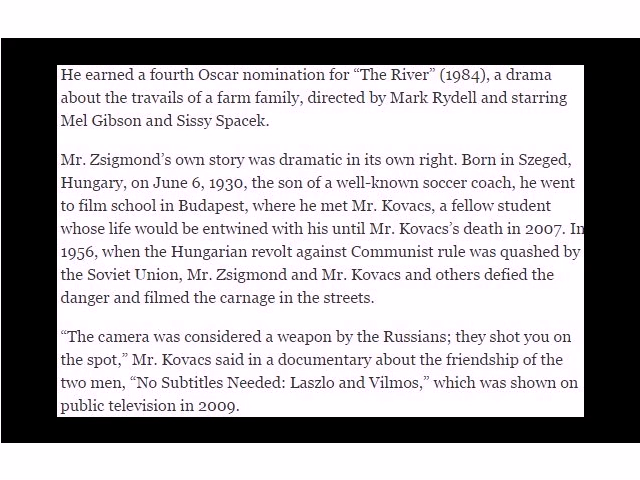 He earned a fourth Oscar nomination for “The River” (1984), a drama
about the travails of a farm family, directed by Mark Rydell and starring
Mel Gibson and Sissy Spacek.
Mr. Zsigmond’s own story was dramatic in its own right. Born in Szeged,
Hungary, on June 6, 1930, the son of a well-known soccer coach, he went
to film school in Budapest, where he met Mr. Kovacs, a fellow student
whose life would be entwined with his until Mr. Kovacs’s death in 2007. In
1956, when the Hungarian revolt against Communist rule was quashed by
the Soviet Union, Mr. Zsigmond and Mr. Kovacs and others defied the
danger and filmed the carnage in the streets.
“The camera was considered a weapon by the Russians; they shot you on
the spot,” Mr. Kovacs said in a documentary about the friendship of the
two men, “No Subtitles Needed: Laszlo and Vilmos,” which was shown on
public television in 2009.